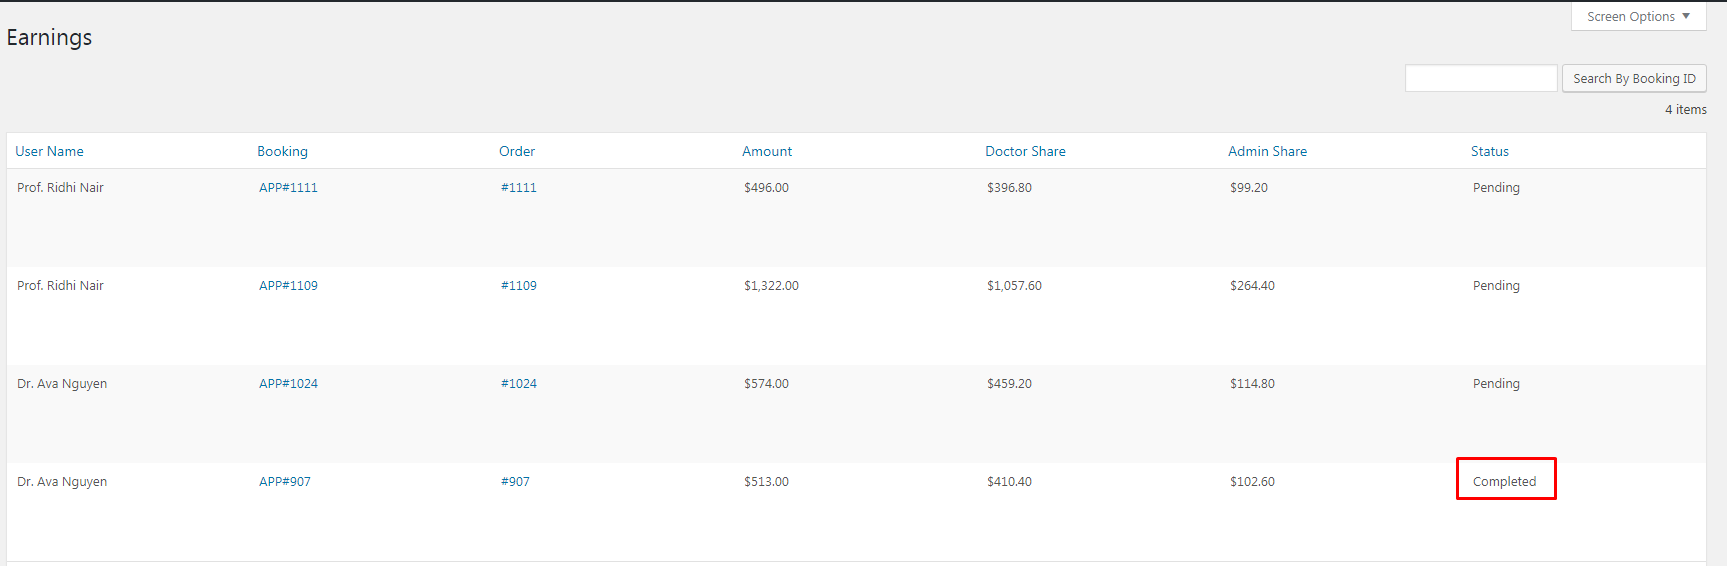 Screen Options ▼
Earnings
Search By Booking ID
4 items
User Name Booking Order Amount Doctor Share Admin Share Status
Prof. Ridhi Nair APP#1111 #1111 $496.00 $396.80 $99.20 Pending
Prof. Ridhi Nair APP#1109 #1109 $1,322.00 $1,057.60 $264.40 Pending
Dr. Ava Nguyen APP#1024 #1024 $574.00 $459.20 $114.80 Pending
Dr. Ava Nguyen APP#907 #907 $513.00 $410.40 $102.60 Completed